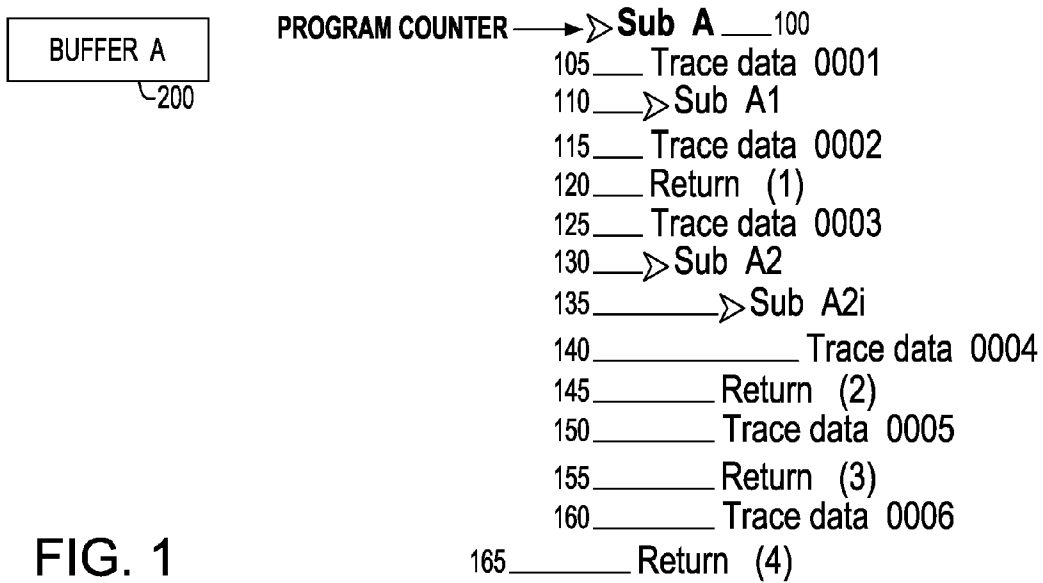 BUFFER A
200
PROGRAM COUNTER Sub A 100
105 Trace data 0001
110 Sub A1
115 Trace data 0002
120 Return (1)
125 Trace data 0003
130 Sub A2
135 Sub A2i
140 Trace data 0004
145 Return (2)
150 Trace data 0005
155 Return (3)
160 Trace data 0006
165 Return (4)
FIG. 1